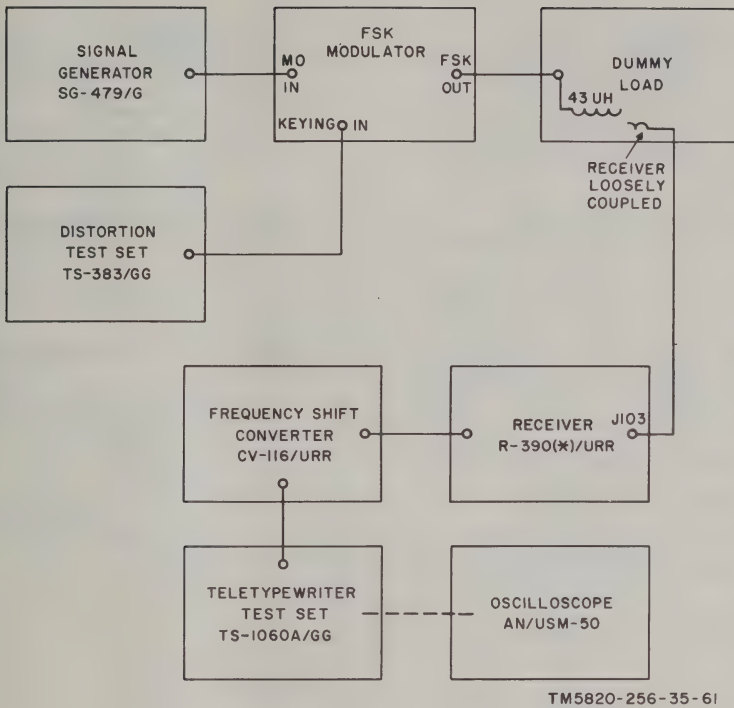 SIGNAL
GENERATOR
SG-479/G
MO
IN
FSK
MODULATOR
FSK
OUT
KEYING IN
DUMMY
LOAD
43 UH
RECEIVER
LOOSELY
COUPLED
DISTORTION
TEST SET
TS-383/GG
FREQUENCY SHIFT
CONVERTER
CV-116/URR
RECEIVER
R-390(*)/URR
J103
TELETYPEWRITER
TEST SET
TS-1060A/GG
OSCILLOSCOPE
AN/USM-50
TM5820-256-35-61